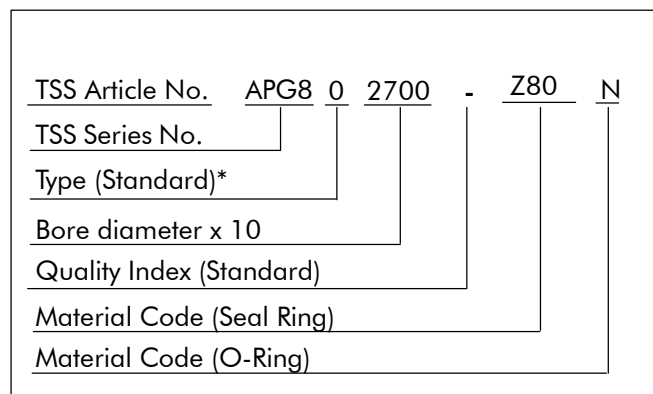 TSS Article No. APG8 0 2700 - Z80 N
TSS Series No.
Type (Standard)*
Bore diameter x 10
Quality Index (Standard)
Material Code (Seal Ring)
Material Code (O-Ring)